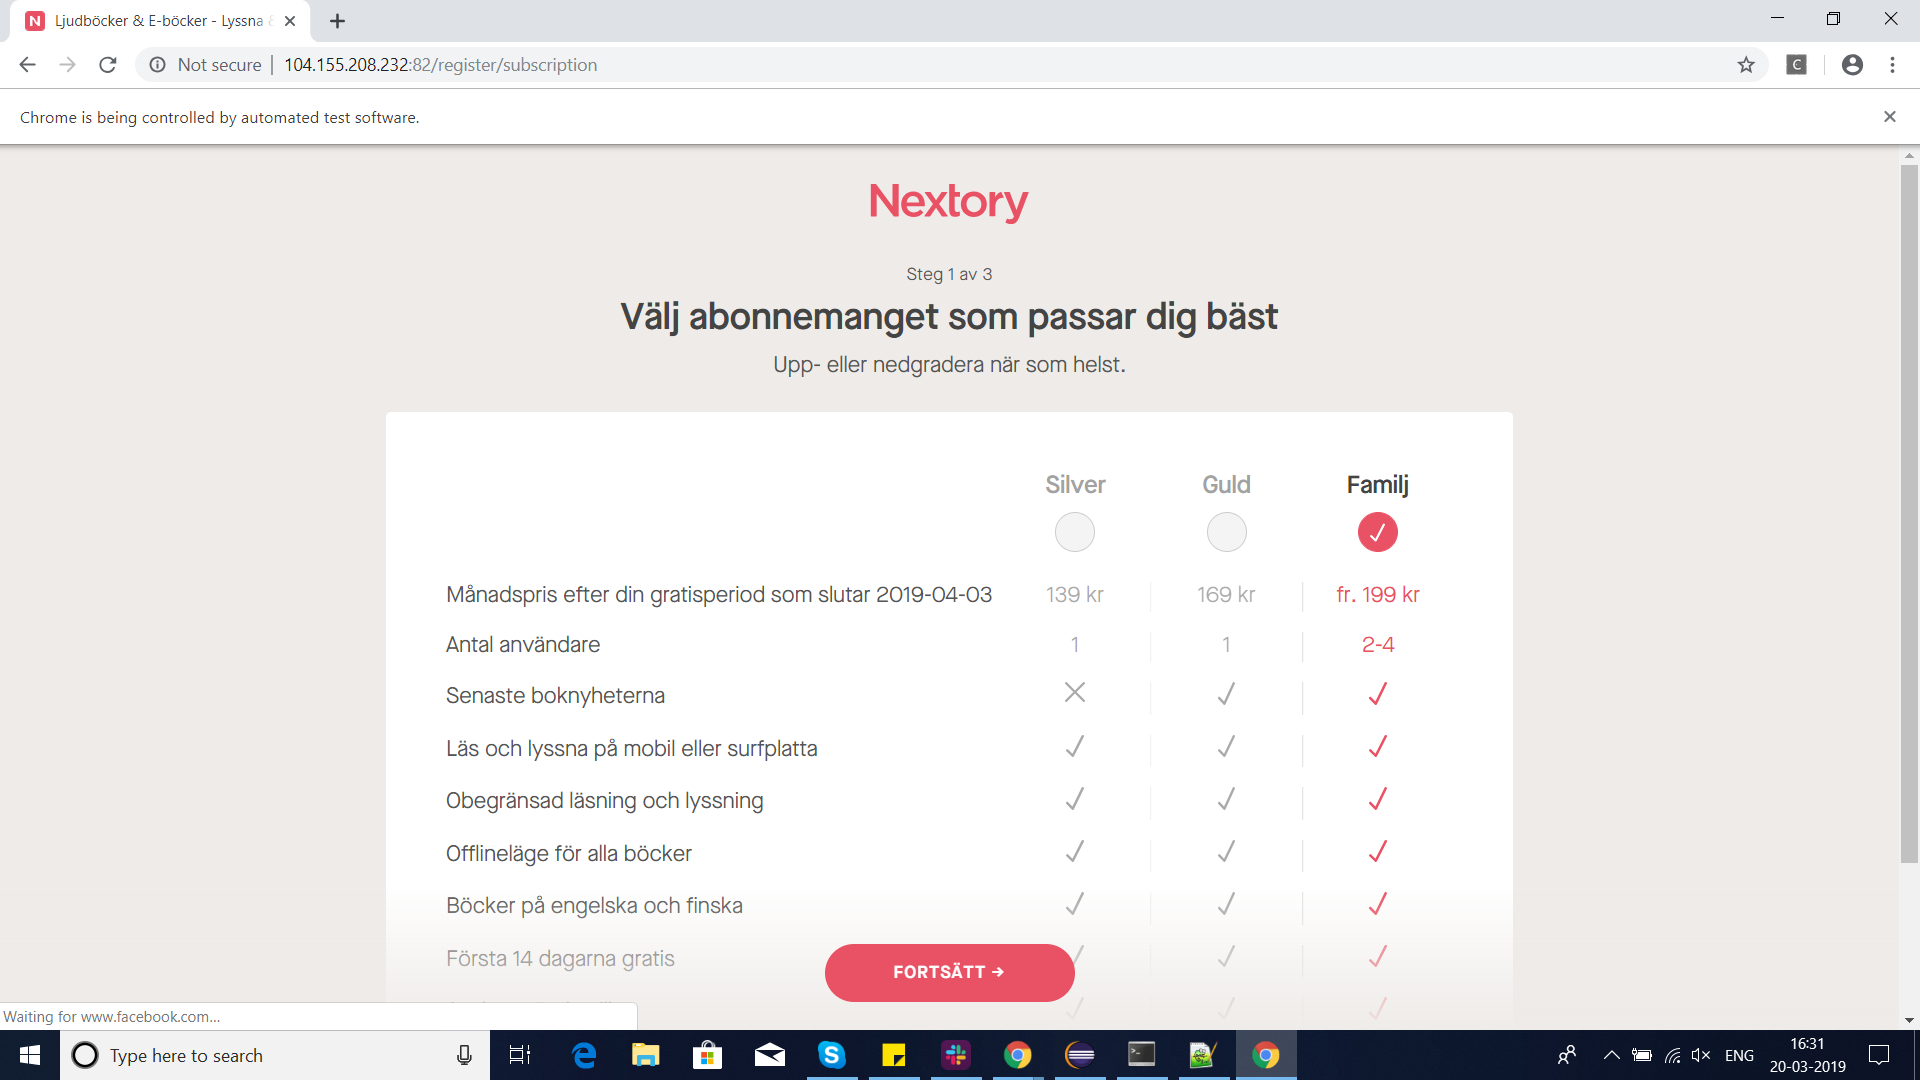 Ljudböcker & E-böcker - Lyssna
Not secure | 104.155.208.232:82/register/subscription
Chrome is being controlled by automated test software.
Nextory
Steg 1 av 3
Välj abonnemanget som passar dig bäst
Upp- eller nedgradera när som helst.
Silver Guld Familj
Månadspris efter din gratisperiod som slutar 2019-04-03 139 kr 169 kr fr. 199 kr
Antal användare 1 1 2-4
Senaste boknyheterna
Läs och lyssna på mobil eller surfplatta
Obegränsad läsning och lyssning
Offlineläge för alla böcker
Böcker på engelska och finska
Första 14 dagarna gratis
FORTSÄTT →
Waiting for www.facebook.com...
Type here to search
ENG
16:31
20-03-2019